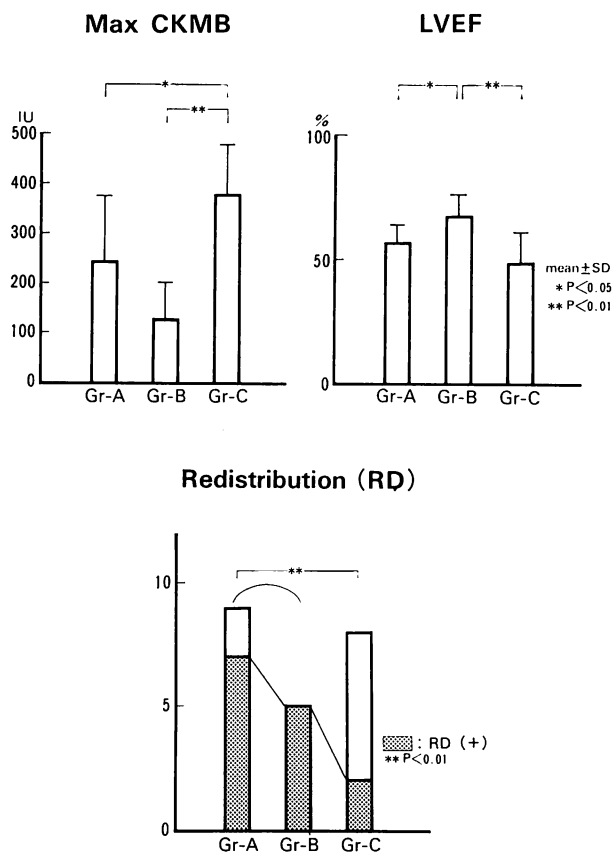 Max CKMB
*
**
IU
500
400
300
200
100
0
Gr-A Gr-B Gr-C
LVEF
* **
%
100
50
0
Gr-A Gr-B Gr-C
mean±SD
* P<0.05
** P<0.01
Redistribution (RD)
**
10
5
0
Gr-A Gr-B Gr-C
: RD (+)
** P<0.01